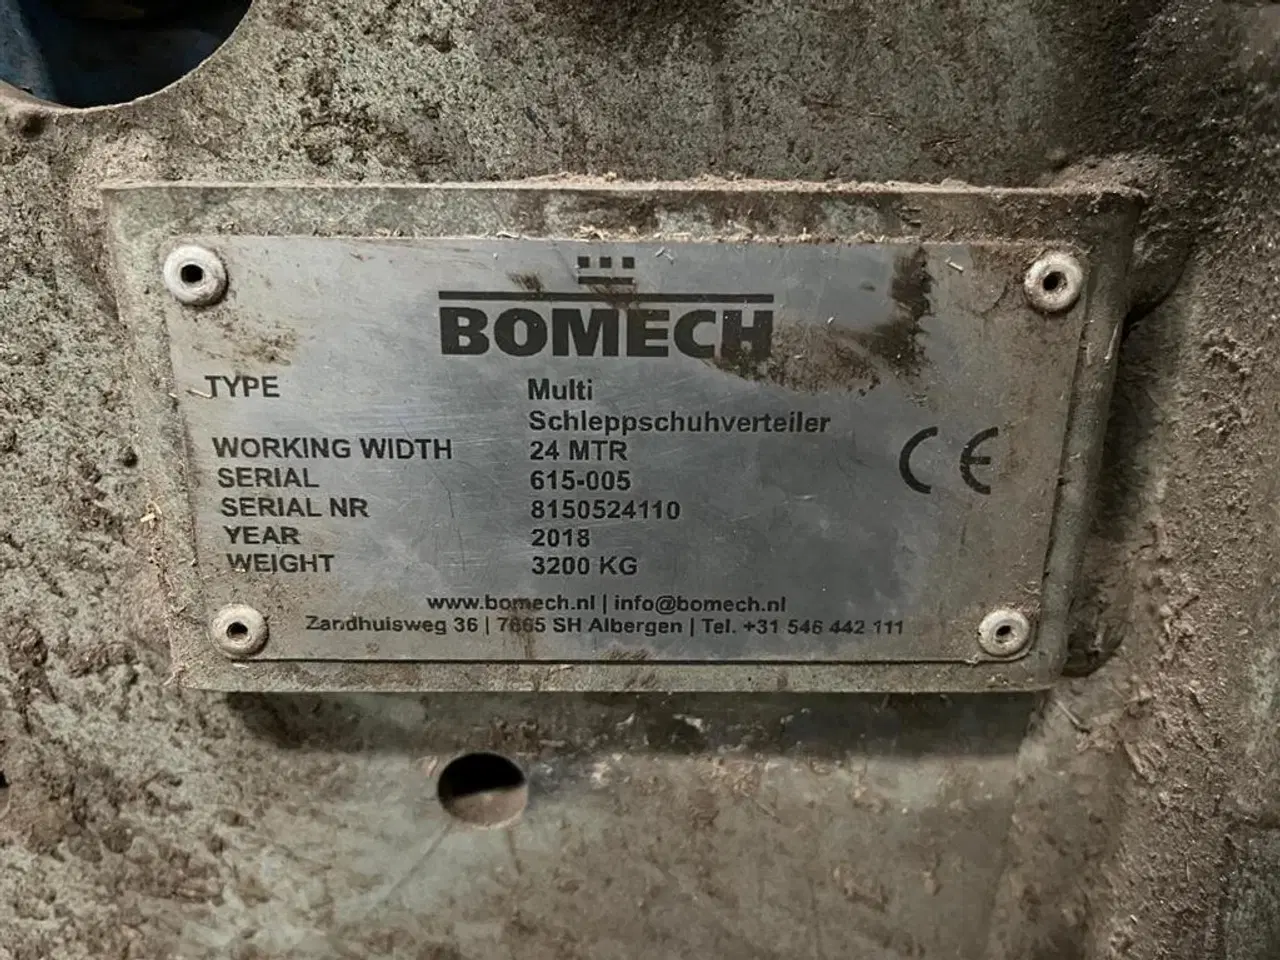 BOMECH
TYPE Multi
Schleppschuhverteiler
WORKING WIDTH 24 MTR
SERIAL 615-005
SERIAL NR 8150524110
YEAR 2018
WEIGHT 3200 KG
CE
www.bomech.nl | info@bomech.nl
Zandhuisweg 36 | 7665 SH Albergen | Tel. +31 546 442 111